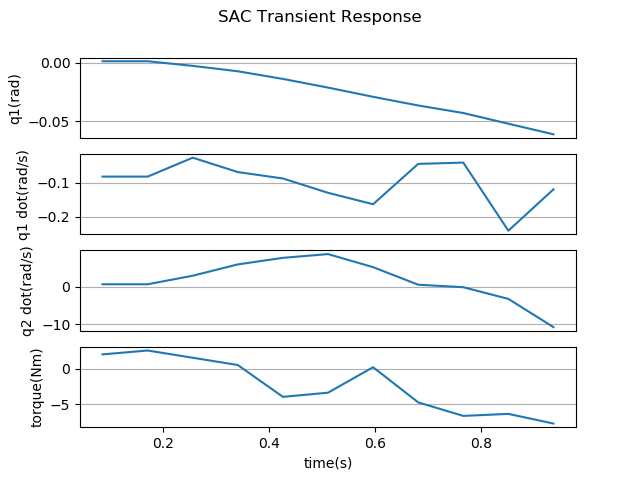 SAC Transient Response
q1(rad)
0.00
−0.05
q1 dot(rad/s)
−0.1
−0.2
q2 dot(rad/s)
0
−10
torque(Nm)
0
−5
0.2 0.4 0.6 0.8
time(s)